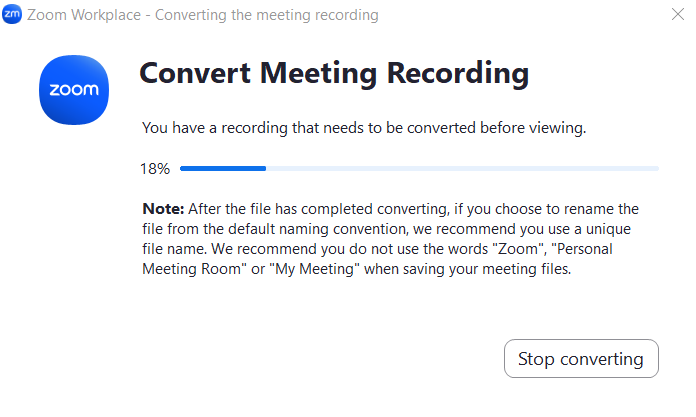 zm Zoom Workplace - Converting the meeting recording
zoom
Convert Meeting Recording
You have a recording that needs to be converted before viewing.
18%
Note: After the file has completed converting, if you choose to rename the
file from the default naming convention, we recommend you use a unique
file name. We recommend you do not use the words "Zoom", "Personal
Meeting Room" or "My Meeting" when saving your meeting files.
Stop converting